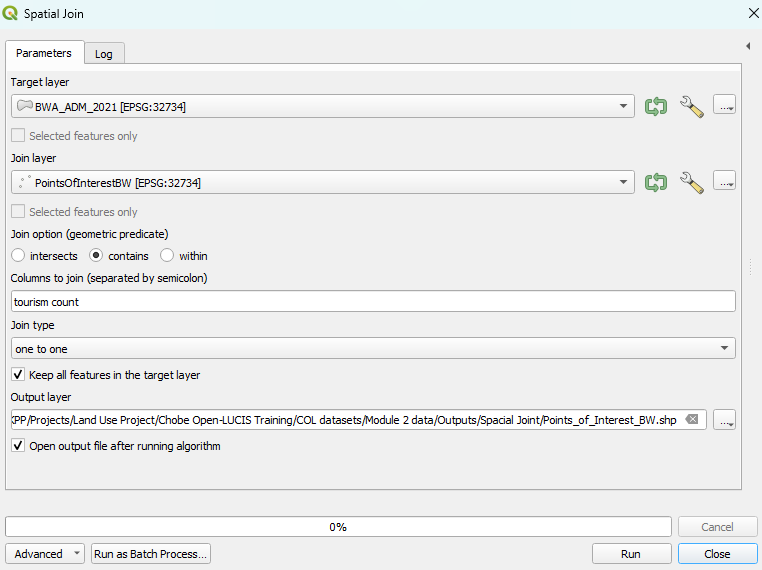 Spatial Join
Parameters
Log
Target layer
BWA_ADM_2021 [EPSG:32734]
...
Selected features only
Join layer
PointsOfInterestBW [EPSG:32734]
...
Selected features only
Join option (geometric predicate)
intersects contains within
Columns to join (separated by semicolon)
tourism count
Join type
one to one
Keep all features in the target layer
Output layer
KPP/Projects/Land Use Project/Chobe Open-LUCIS Training/COL datasets/Module 2 data/Outputs/Spacial Joint/Points_of_Interest_BW.shp
...
Open output file after running algorithm
0%
Cancel
Advanced
Run as Batch Process...
Run
Close